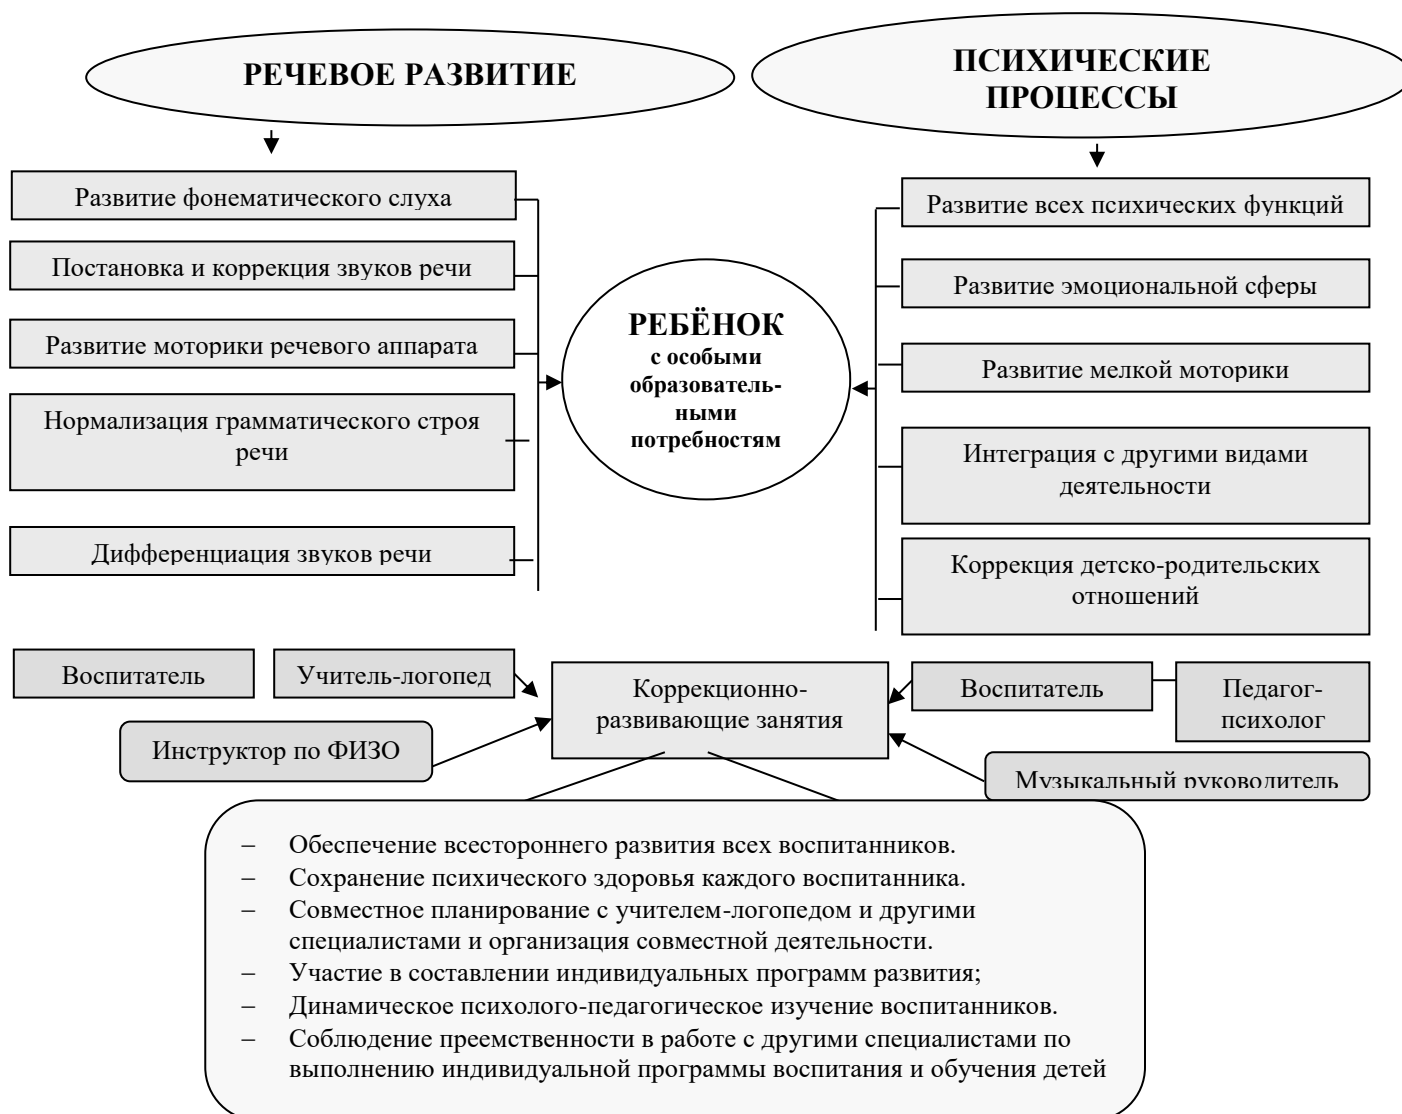 РЕЧЕВОЕ РАЗВИТИЕ
ПСИХИЧЕСКИЕ
ПРОЦЕССЫ
Развитие фонематического слуха
Постановка и коррекция звуков речи
Развитие моторики речевого аппарата
Нормализация грамматического строя
речи
Дифференциация звуков речи
РЕБЁНОК
с особыми
образователь-
ными
потребностям
Развитие всех психических функций
Развитие эмоциональной сферы
Развитие мелкой моторики
Интеграция с другими видами
деятельности
Коррекция детско-родительских
отношений
Воспитатель
Учитель-логопед
Инструктор по ФИЗО
Коррекционно-
развивающие занятия
Воспитатель
Педагог-
психолог
Музыкальный руководитель
– Обеспечение всестороннего развития всех воспитанников.
– Сохранение психического здоровья каждого воспитанника.
– Совместное планирование с учителем-логопедом и другими
специалистами и организация совместной деятельности.
– Участие в составлении индивидуальных программ развития;
– Динамическое психолого-педагогическое изучение воспитанников.
– Соблюдение преемственности в работе с другими специалистами по
выполнению индивидуальной программы воспитания и обучения детей